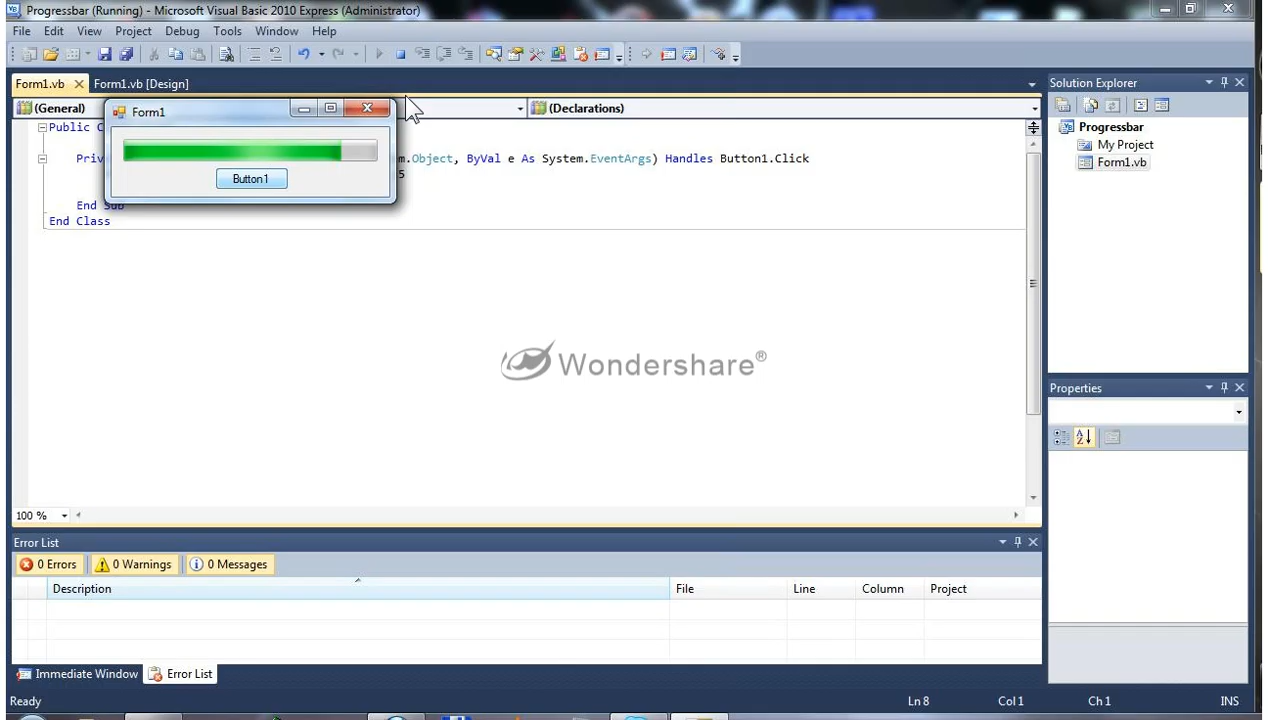 Progressbar (Running) - Microsoft Visual Basic 2010 Express (Administrator)
File Edit View Project Debug Tools Window Help
Form1.vb Form1.vb [Design]
Solution Explorer
(General) (Declarations)
Form1
Button1
Public C
Priv m.Object, ByVal e As System.EventArgs) Handles Button1.Click
5
End Sub
End Class
Progressbar
My Project
Form1.vb
Wondershare®
Properties
100 %
Error List
0 Errors 0 Warnings 0 Messages
Description File Line Column Project
Immediate Window Error List
Ready Ln 8 Col 1 Ch 1 INS